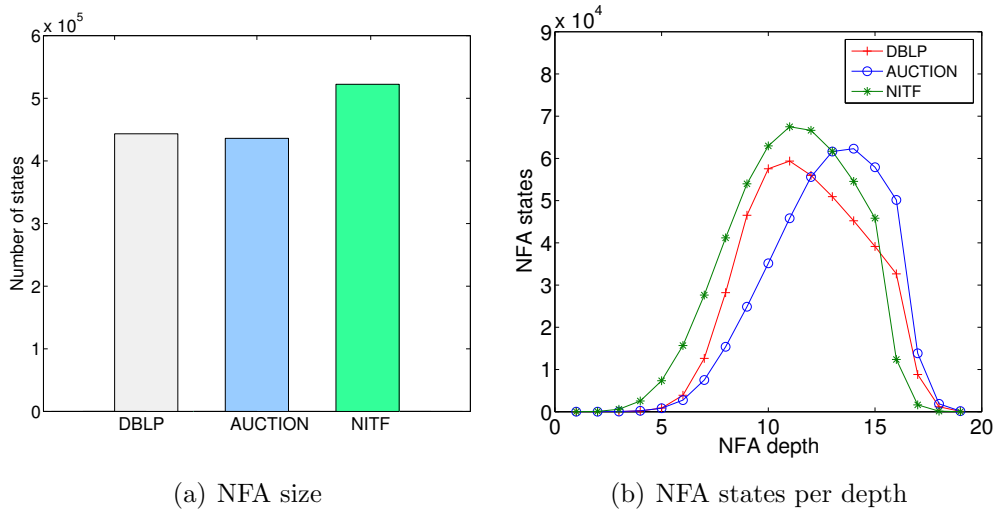 x 10^5
6
5
4
3
2
1
0
Number of states
DBLP AUCTION NITF
(a) NFA size
x 10^4
9
8
7
6
5
4
3
2
1
0
NFA states
DBLP
AUCTION
NITF
0 5 10 15 20
NFA depth
(b) NFA states per depth